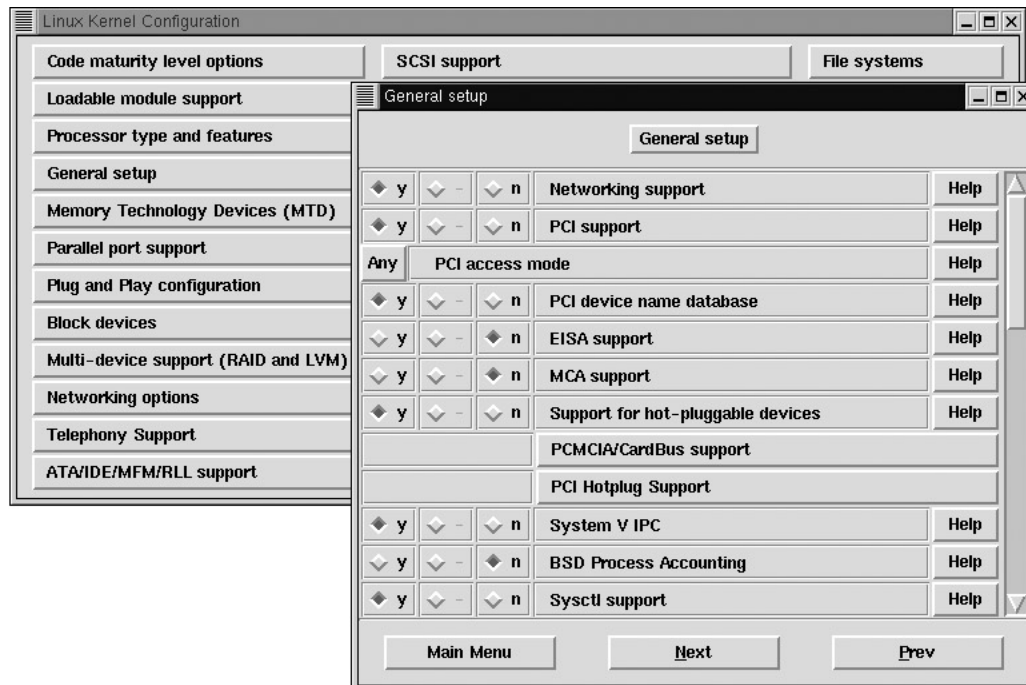 Linux Kernel Configuration
Code maturity level options SCSI support File systems
Loadable module support
Processor type and features
General setup
Memory Technology Devices (MTD)
Parallel port support
Plug and Play configuration
Block devices
Multi-device support (RAID and LVM)
Networking options
Telephony Support
ATA/IDE/MFM/RLL support
General setup
General setup
y - n Networking support Help
y - n PCI support Help
Any PCI access mode Help
y - n PCI device name database Help
y - n EISA support Help
y - n MCA support Help
y - n Support for hot-pluggable devices Help
PCMCIA/CardBus support
PCI Hotplug Support
y - n System V IPC Help
y - n BSD Process Accounting Help
y - n Sysctl support Help
Main Menu Next Prev